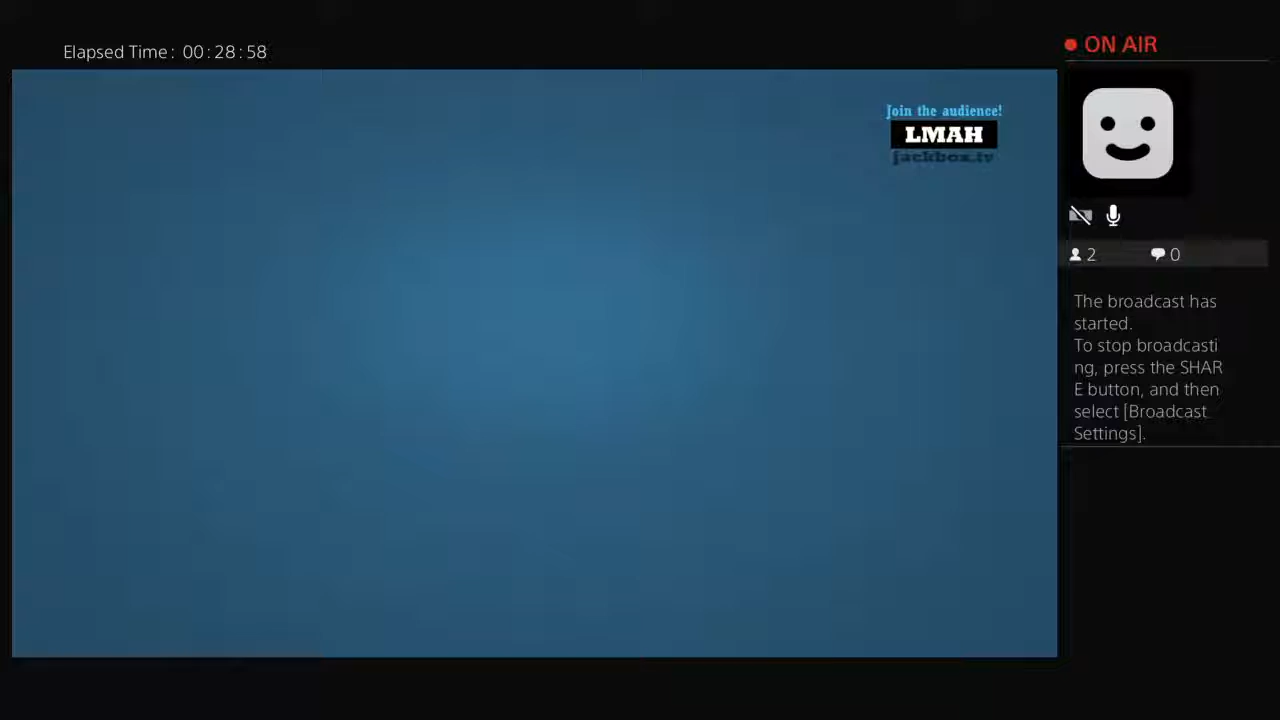 Elapsed Time: 00:28:58
ON AIR
Join the audience!
LMAH
jackbox.tv
2
0
The broadcast has
started.
To stop broadcasti
ng, press the SHAR
E button, and then
select [Broadcast
Settings].